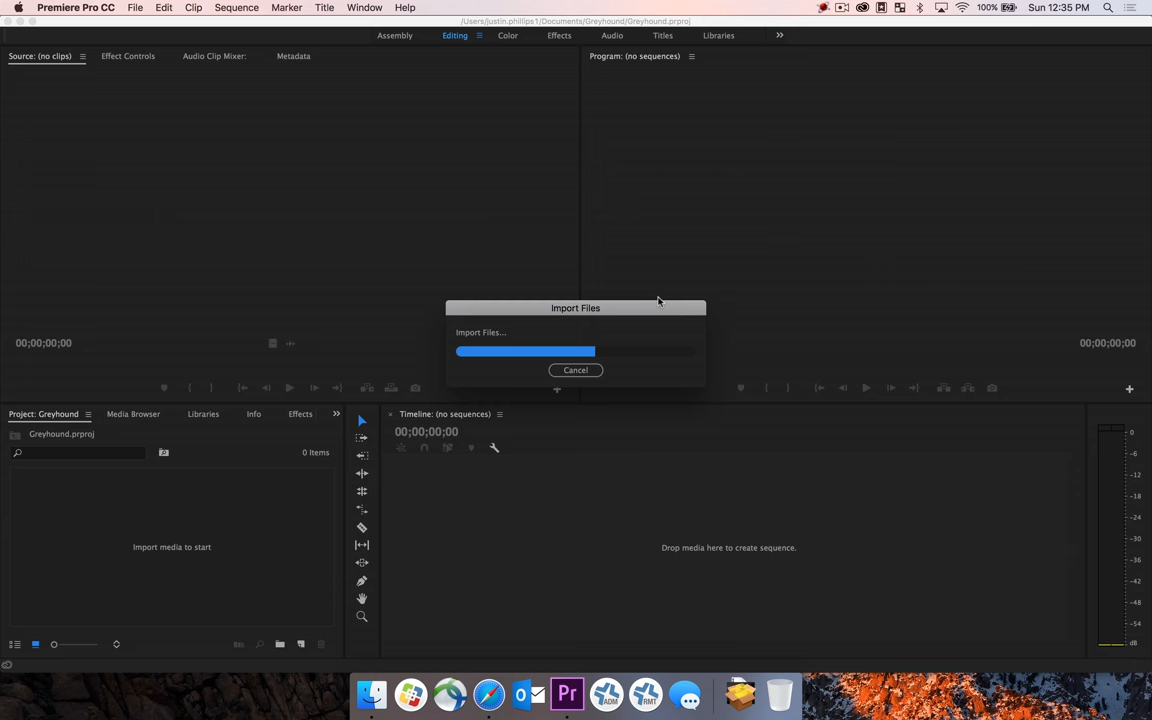 Premiere Pro CC File Edit Clip Sequence Marker Title Window Help 100% Sun 12:35 PM
/Users/justin.phillips1/Documents/Greyhound/Greyhound.prproj
Assembly Editing Color Effects Audio Titles Libraries
Source: (no clips) Effect Controls Audio Clip Mixer: Metadata Program: (no sequences)
Import Files
Import Files...
Cancel
00;00;00;00 00;00;00;00
Project: Greyhound Media Browser Libraries Info Effects Timeline: (no sequences)
Greyhound.prproj 00;00;00;00
0 Items
Import media to start
Drop media here to create sequence.
0
-6
-12
-18
-24
-30
-36
-42
-48
-54
dB
Pr ADM RMT